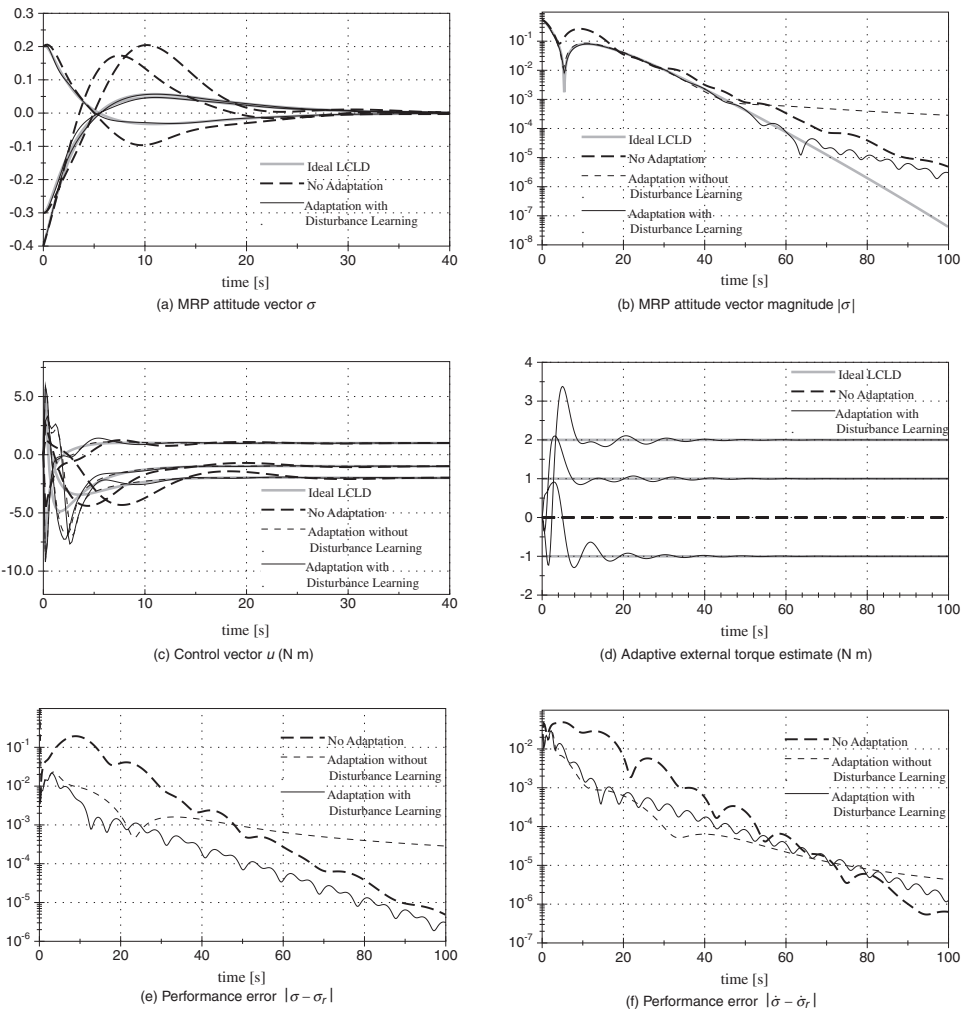 0.3
0.2
0.1
0.0
-0.1
-0.2
-0.3
-0.4
0 10 20 30 40
Ideal LCLD
No Adaptation
Adaptation with
Disturbance Learning
time [s]
(a) MRP attitude vector σ
10-1
10-2
10-3
10-4
10-5
10-6
10-7
10-8
0 20 40 60 80 100
Ideal LCLD
No Adaptation
Adaptation without
Disturbance Learning
Adaptation with
Disturbance Learning
time [s]
(b) MRP attitude vector magnitude |σ|
5.0
0.0
-5.0
-10.0
0 10 20 30 40
Ideal LCLD
No Adaptation
Adaptation without
Disturbance Learning
Adaptation with
Disturbance Learning
time [s]
(c) Control vector u (N m)
4
3
2
1
0
-1
-2
0 20 40 60 80 100
Ideal LCLD
No Adaptation
Adaptation with
Disturbance Learning
time [s]
(d) Adaptive external torque estimate (N m)
10-1
10-2
10-3
10-4
10-5
10-6
0 20 40 60 80 100
No Adaptation
Adaptation without
Disturbance Learning
Adaptation with
Disturbance Learning
time [s]
(e) Performance error |σ – σr|
10-2
10-3
10-4
10-5
10-6
10-7
0 20 40 60 80 100
No Adaptation
Adaptation without
Disturbance Learning
Adaptation with
Disturbance Learning
time [s]
(f) Performance error |σ̇ – σ̇r|